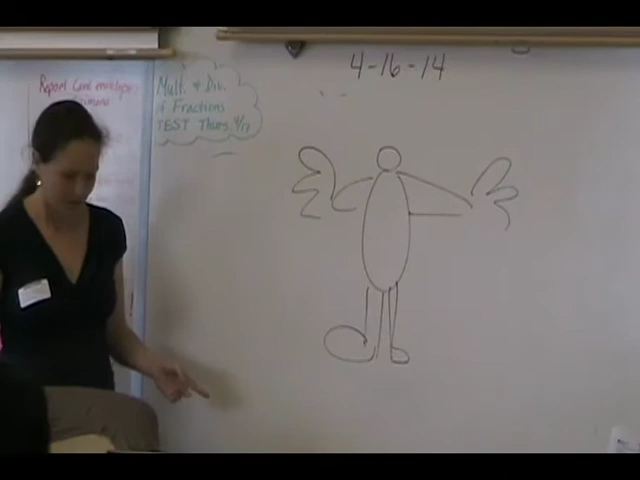 4-16-14
Report Card envelopes
Mult. & Div.
of Fractions
TEST Thurs. 4/17